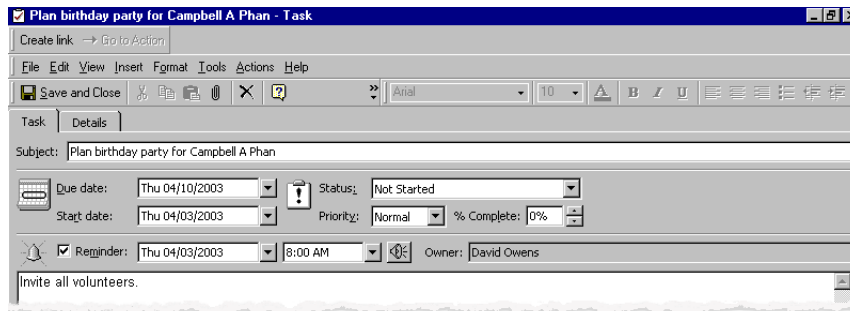 Plan birthday party for Campbell A Phan - Task
Create link → Go to Action
File Edit View Insert Format Tools Actions Help
Save and Close Arial 10 A B I U
Task Details
Subject: Plan birthday party for Campbell A Phan
Due date: Thu 04/10/2003 Status: Not Started
Start date: Thu 04/03/2003 Priority: Normal % Complete: 0%
Reminder: Thu 04/03/2003 8:00 AM Owner: David Owens
Invite all volunteers.